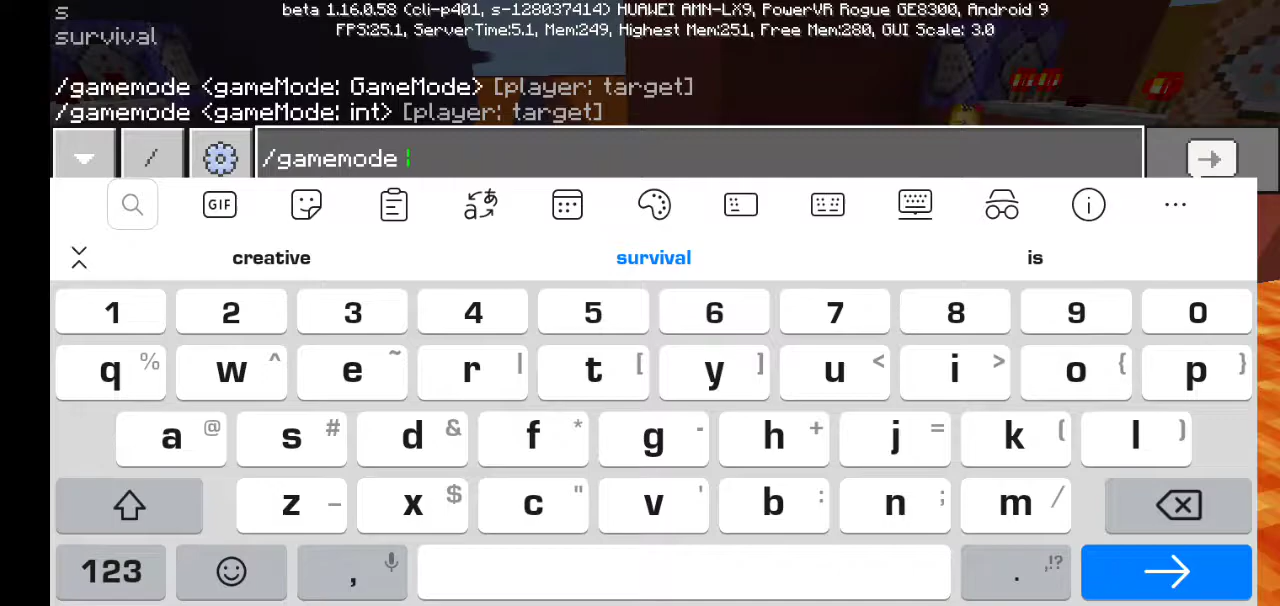 s
beta 1.16.0.58 (cli-p401, s-128037414) HUAWEI AMN-LX9, PowerVR Rogue GE8300, Android 9
survival
FPS:25.1, ServerTime:5.1, Mem:249, Highest Mem:251, Free Mem:280, GUI Scale: 3.0
/gamemode <gameMode: GameMode> [player: target]
/gamemode <gameMode: int> [player: target]
/ /gamemode
GIF aあ
creative survival is
1 2 3 4 5 6 7 8 9 0
q % w ^ e ~ r | t [ y ] u < i > o { p }
a @ s # d & f * g - h + j = k ( l )
z _ x $ c " v ' b : n ; m /
123 , . ,!?